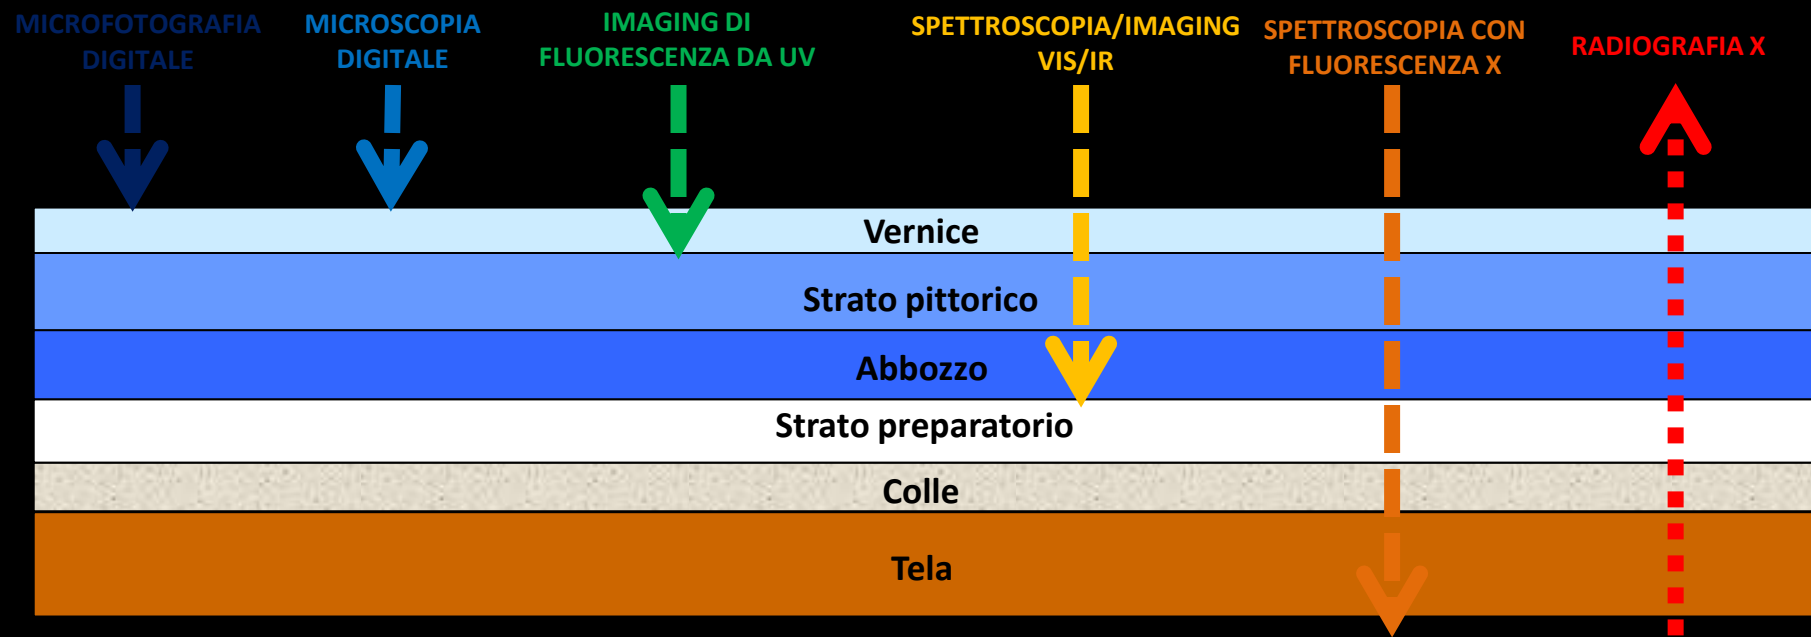 MICROFOTOGRAFIA
DIGITALE
MICROSCOPIA
DIGITALE
IMAGING DI
FLUORESCENZA DA UV
SPETTROSCOPIA/IMAGING
VIS/IR
SPETTROSCOPIA CON
FLUORESCENZA X
RADIOGRAFIA X
Vernice
Strato pittorico
Abbozzo
Strato preparatorio
Colle
Tela